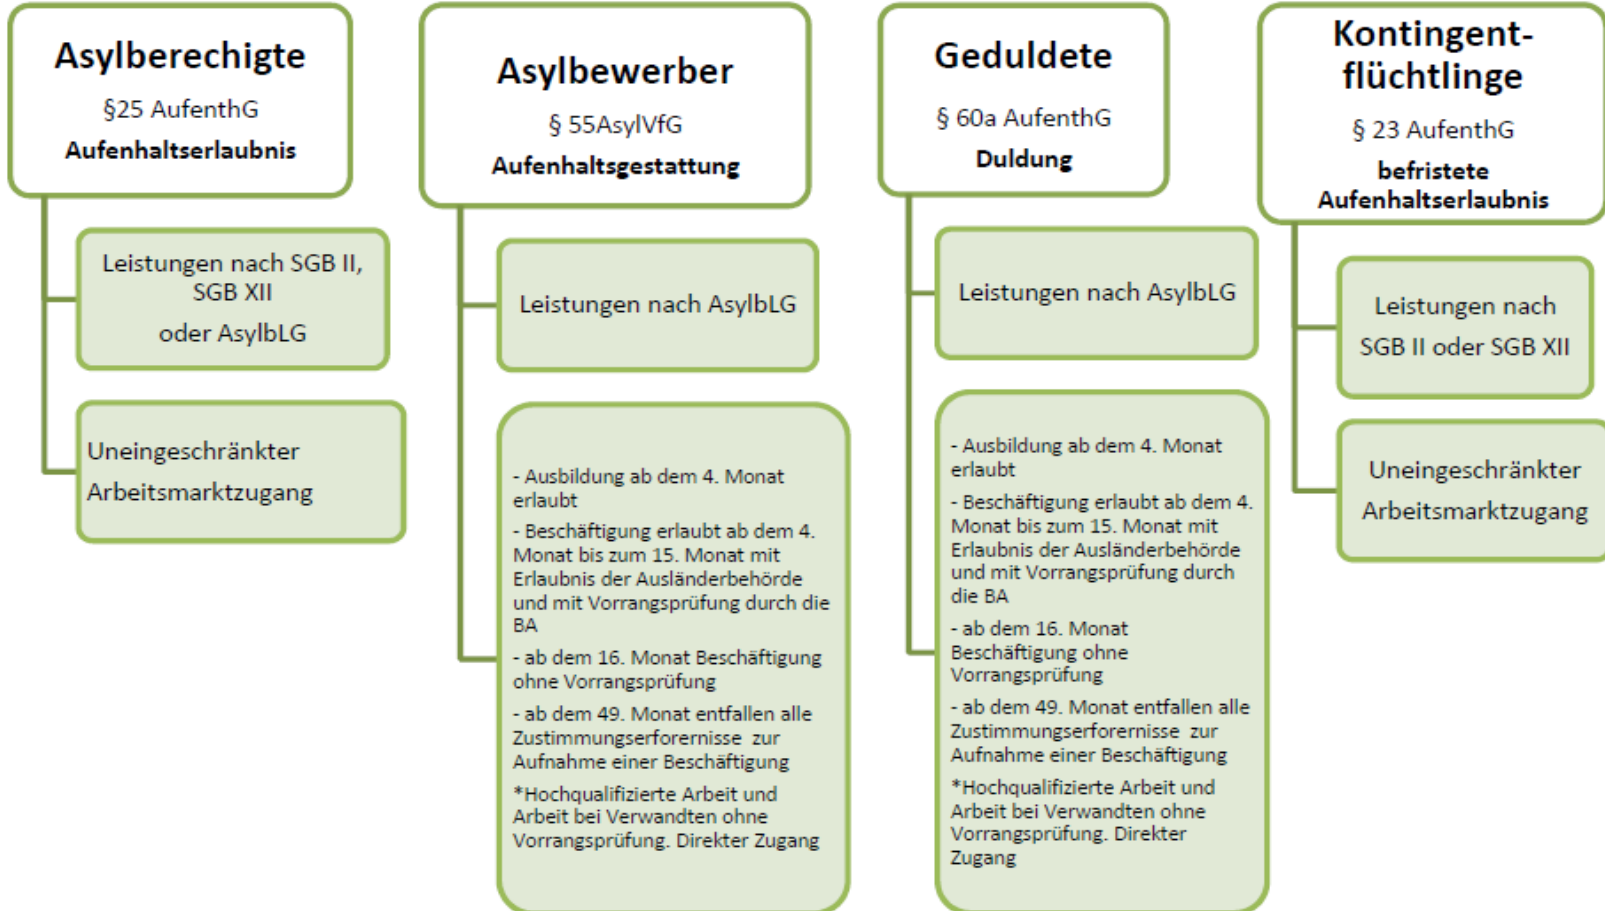 Asylberechigte
§25 AufenthG
Aufenhaltserlaubnis
Leistungen nach SGB II,
SGB XII
oder AsylbLG
Uneingeschränkter
Arbeitsmarktzugang
Asylbewerber
§ 55AsylVfG
Aufenhaltsgestattung
Leistungen nach AsylbLG
- Ausbildung ab dem 4. Monat
erlaubt
- Beschäftigung erlaubt ab dem 4.
Monat bis zum 15. Monat mit
Erlaubnis der Ausländerbehörde
und mit Vorrangsprüfung durch die
BA
- ab dem 16. Monat Beschäftigung
ohne Vorrangsprüfung
- ab dem 49. Monat entfallen alle
Zustimmungserforernisse zur
Aufnahme einer Beschäftigung
*Hochqualifizierte Arbeit und
Arbeit bei Verwandten ohne
Vorrangsprüfung. Direkter Zugang
Geduldete
§ 60a AufenthG
Duldung
Leistungen nach AsylbLG
- Ausbildung ab dem 4. Monat
erlaubt
- Beschäftigung erlaubt ab dem 4.
Monat bis zum 15. Monat mit
Erlaubnis der Ausländerbehörde
und mit Vorrangsprüfung durch
die BA
- ab dem 16. Monat
Beschäftigung ohne
Vorrangsprüfung
- ab dem 49. Monat entfallen alle
Zustimmungserforernisse zur
Aufnahme einer Beschäftigung
*Hochqualifizierte Arbeit und
Arbeit bei Verwandten ohne
Vorrangsprüfung. Direkter
Zugang
Kontingent-
flüchtlinge
§ 23 AufenthG
befristete
Aufenhaltserlaubnis
Leistungen nach
SGB II oder SGB XII
Uneingeschränkter
Arbeitsmarktzugang